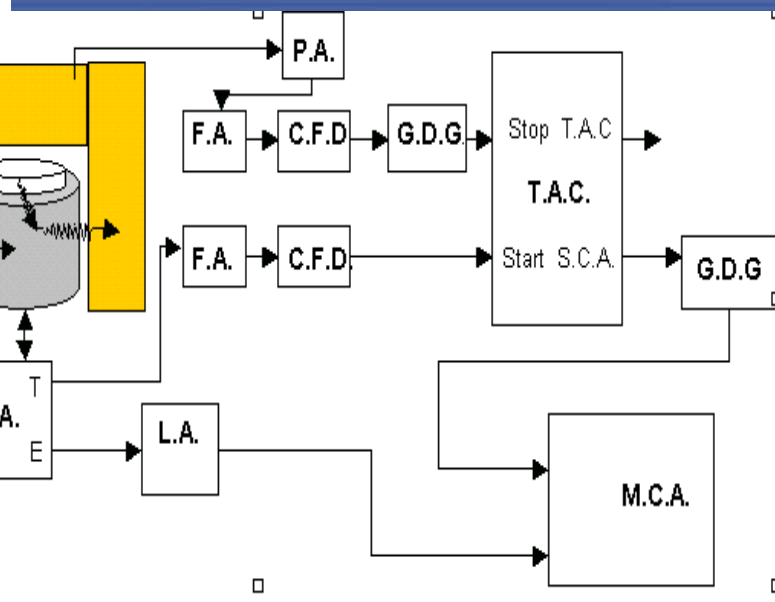 P.A.
F.A.
C.F.D
G.D.G.
Stop T.A.C
T.A.C.
F.A.
C.F.D.
Start S.C.A.
G.D.G
T
A.
E
L.A.
M.C.A.